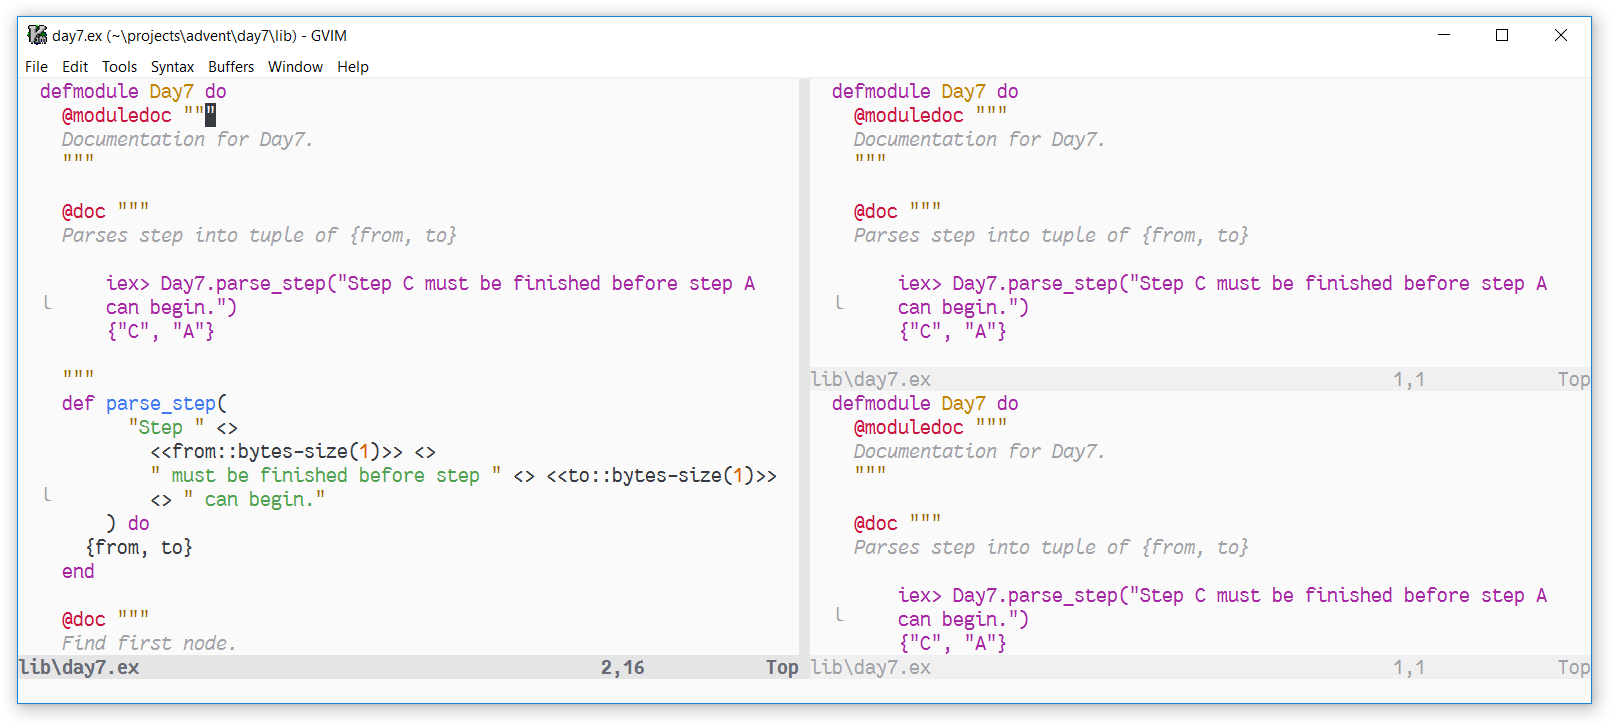 day7.ex (~\projects\advent\day7\lib) - GVIM
File Edit Tools Syntax Buffers Window Help
defmodule Day7 do
  @moduledoc """
  Documentation for Day7.
  """

  @doc """
  Parses step into tuple of {from, to}

      iex> Day7.parse_step("Step C must be finished before step A
      can begin.")
      {"C", "A"}

  """
  def parse_step(
        "Step " <>
          <<from::bytes-size(1)>> <>
          " must be finished before step " <> <<to::bytes-size(1)>>
          <> " can begin."
      ) do
    {from, to}
  end

  @doc """
  Find first node.
lib\day7.ex 2,16 Top
defmodule Day7 do
  @moduledoc """
  Documentation for Day7.
  """

  @doc """
  Parses step into tuple of {from, to}

      iex> Day7.parse_step("Step C must be finished before step A
      can begin.")
      {"C", "A"}

lib\day7.ex 1,1 Top
defmodule Day7 do
  @moduledoc """
  Documentation for Day7.
  """

  @doc """
  Parses step into tuple of {from, to}

      iex> Day7.parse_step("Step C must be finished before step A
      can begin.")
      {"C", "A"}
lib\day7.ex 1,1 Top